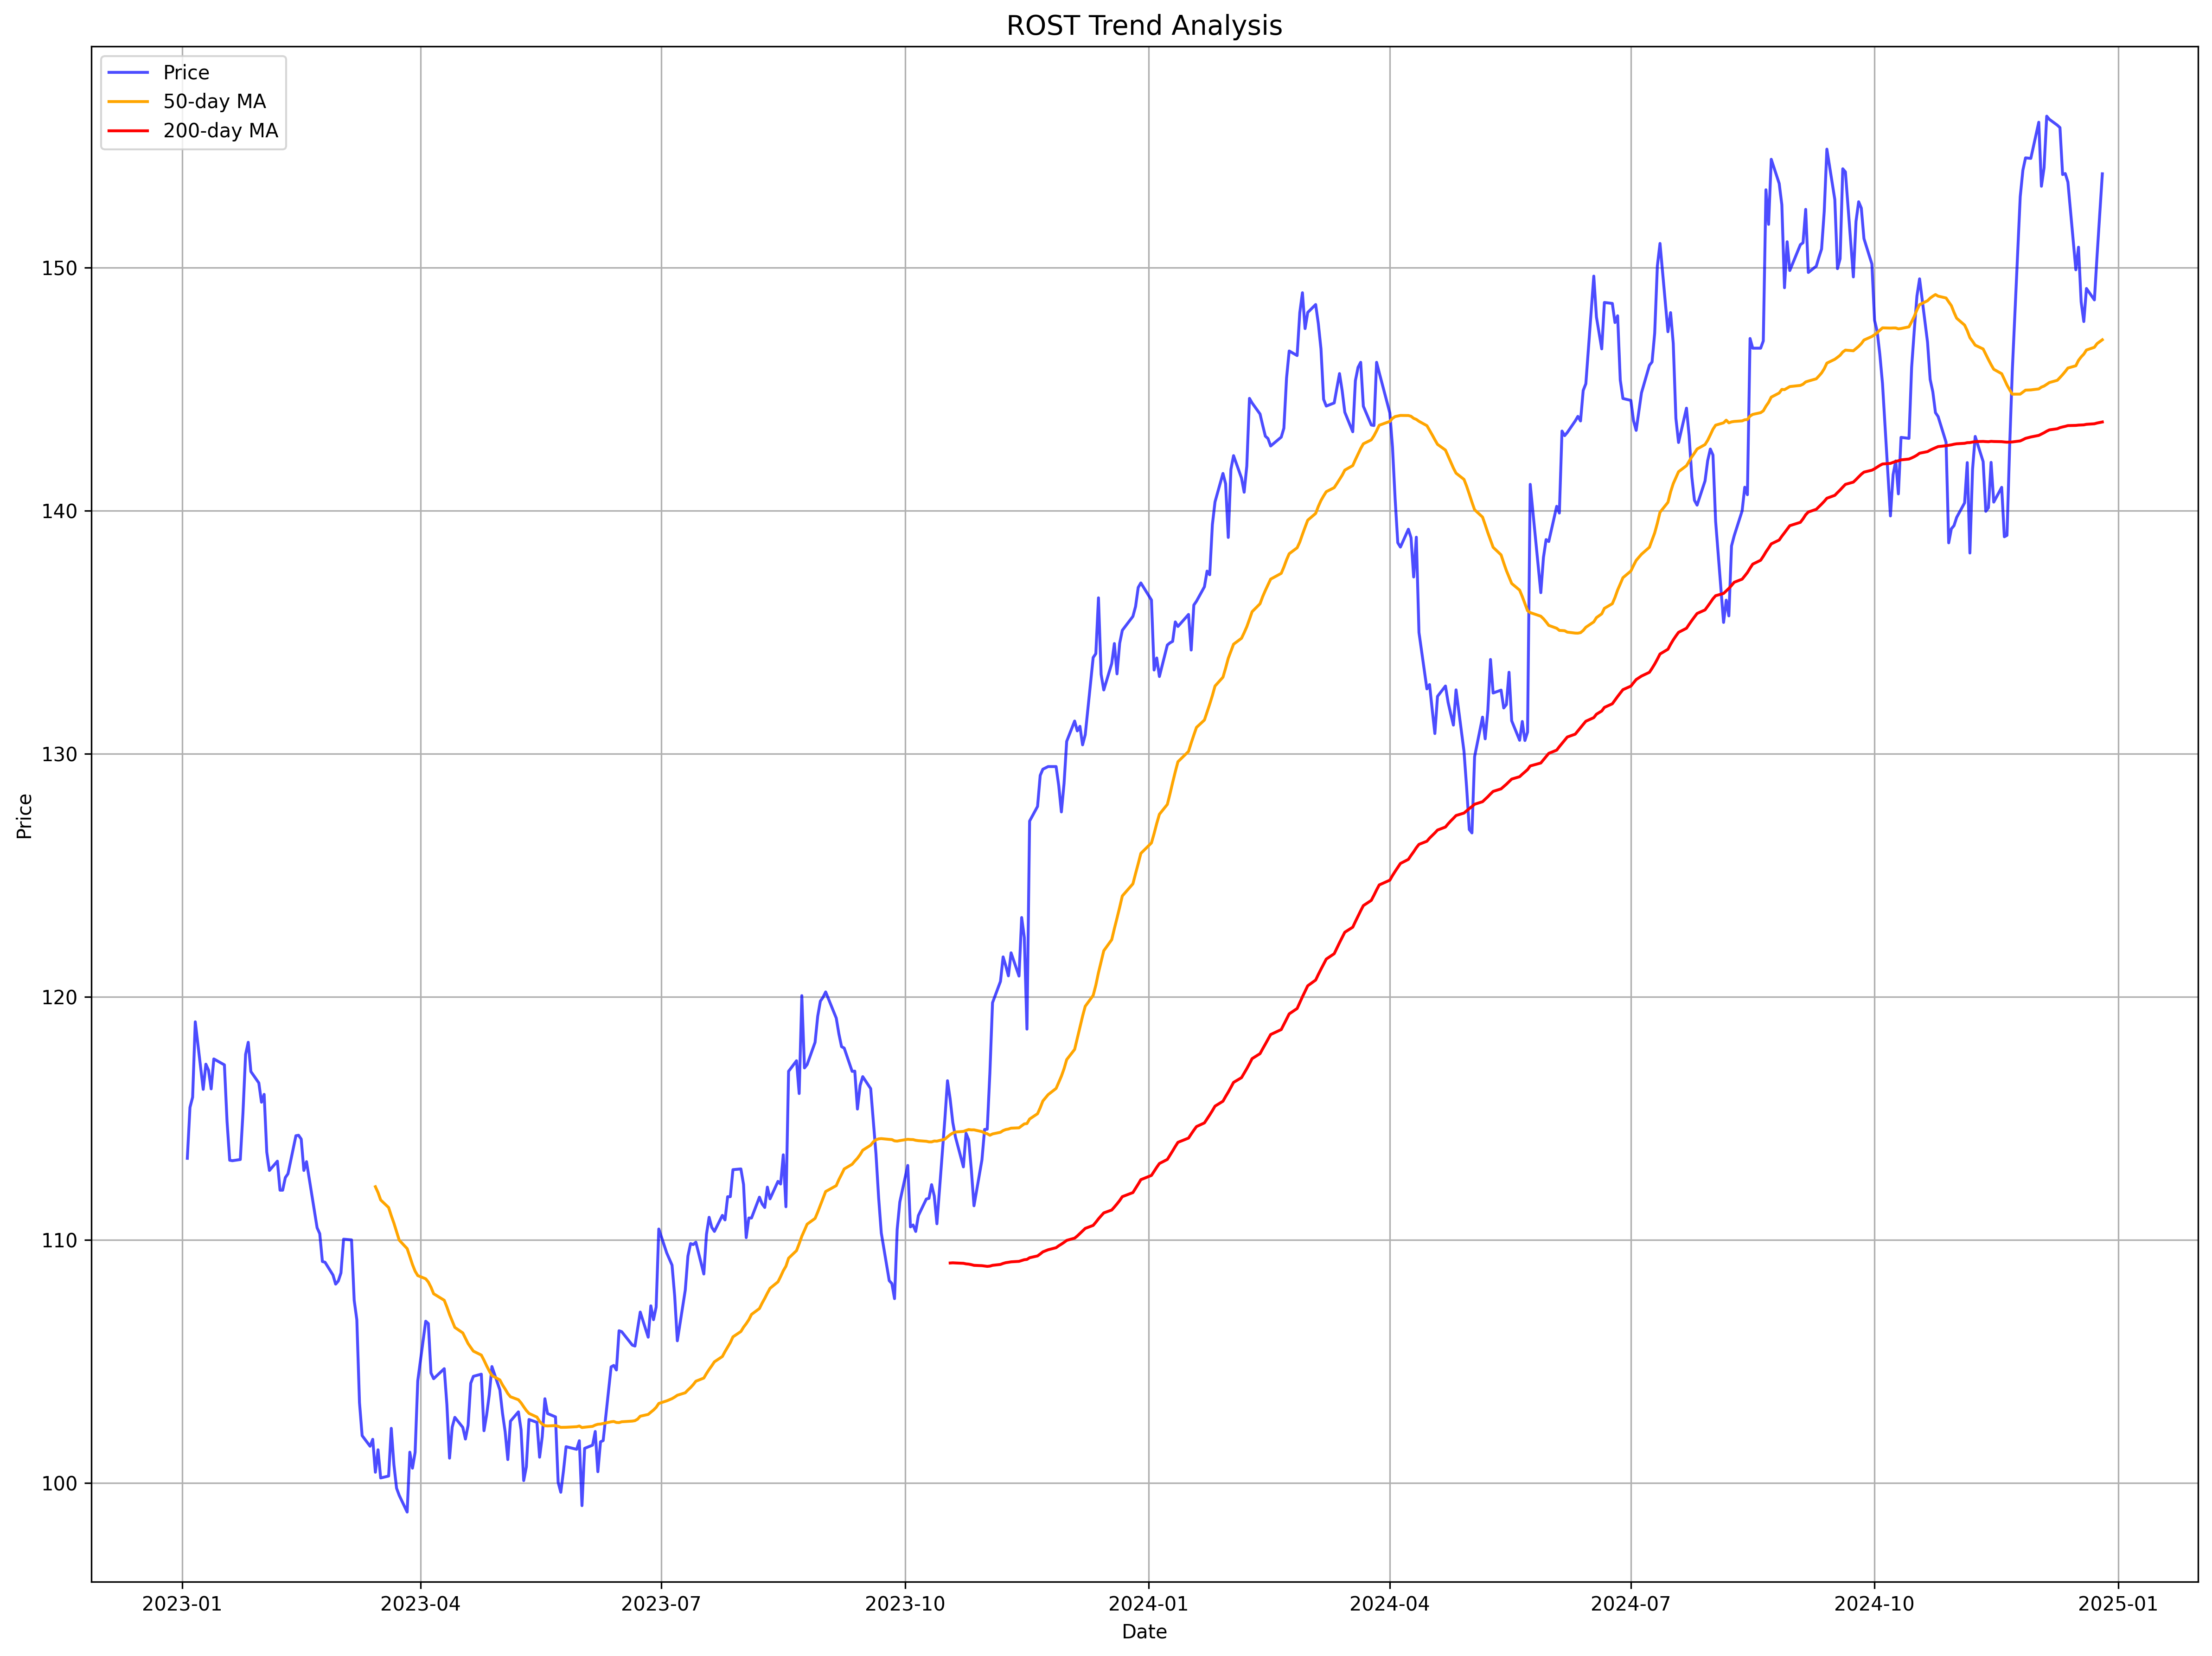 ROST Trend Analysis
Price
50-day MA
200-day MA
Price
150
140
130
120
110
100
2023-01
2023-04
2023-07
2023-10
2024-01
2024-04
2024-07
2024-10
2025-01
Date